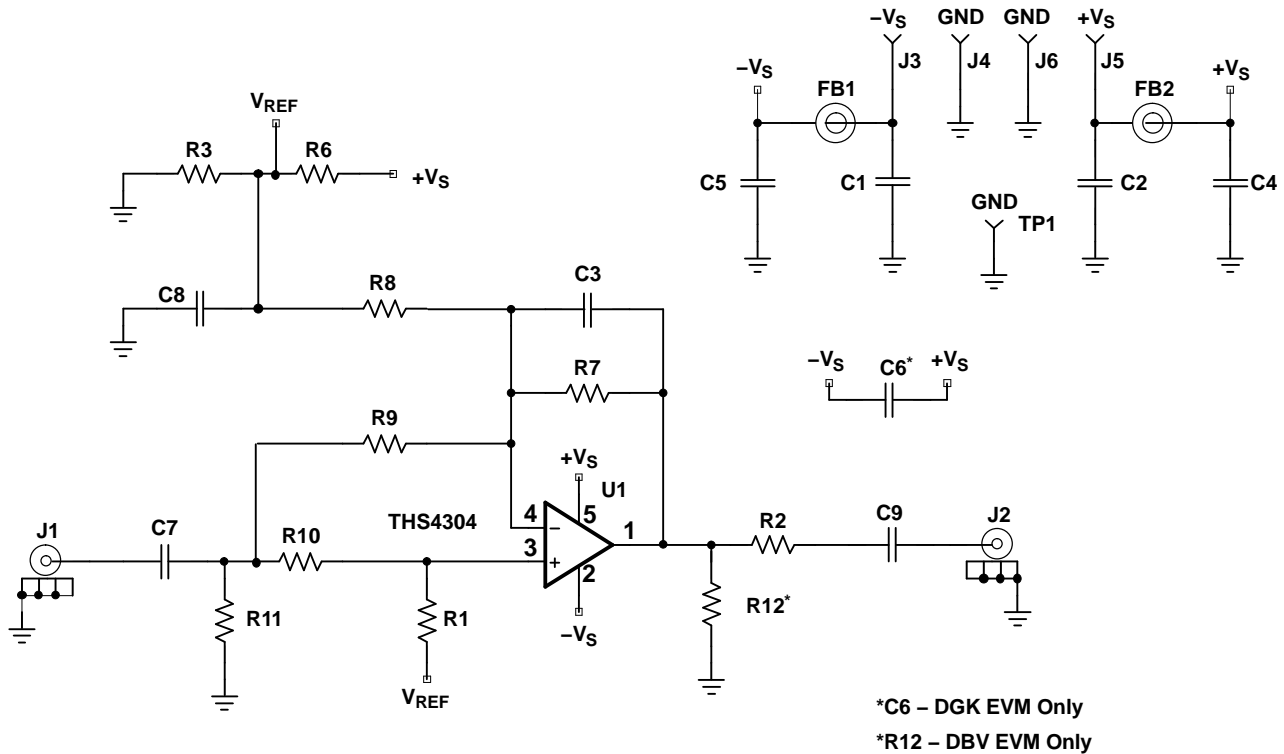 −VS GND GND +VS
J3 J4 J6 J5
−VS FB1 FB2 +VS
VREF
R3 R6
+VS
C5 C1 C2 C4
GND
TP1
C8 R8 C3
R7
−VS C6* +VS
R9
+VS
U1
THS4304
4 − 5 1
3 + 2
−VS
J1 C7 R10
R2 C9 J2
R11 R1
R12*
VREF
*C6 – DGK EVM Only
*R12 – DBV EVM Only